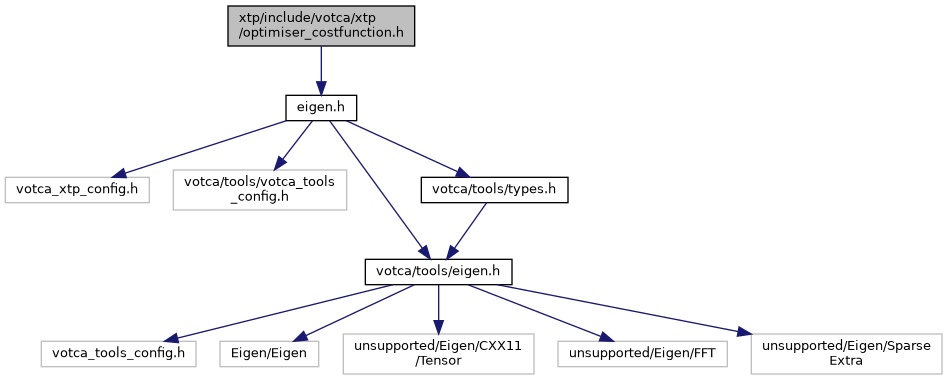 xtp/include/votca/xtp
/optimiser_costfunction.h
eigen.h
votca_xtp_config.h
votca/tools/votca_tools
_config.h
votca/tools/types.h
votca/tools/eigen.h
votca_tools_config.h
Eigen/Eigen
unsupported/Eigen/CXX11
/Tensor
unsupported/Eigen/FFT
unsupported/Eigen/Sparse
Extra